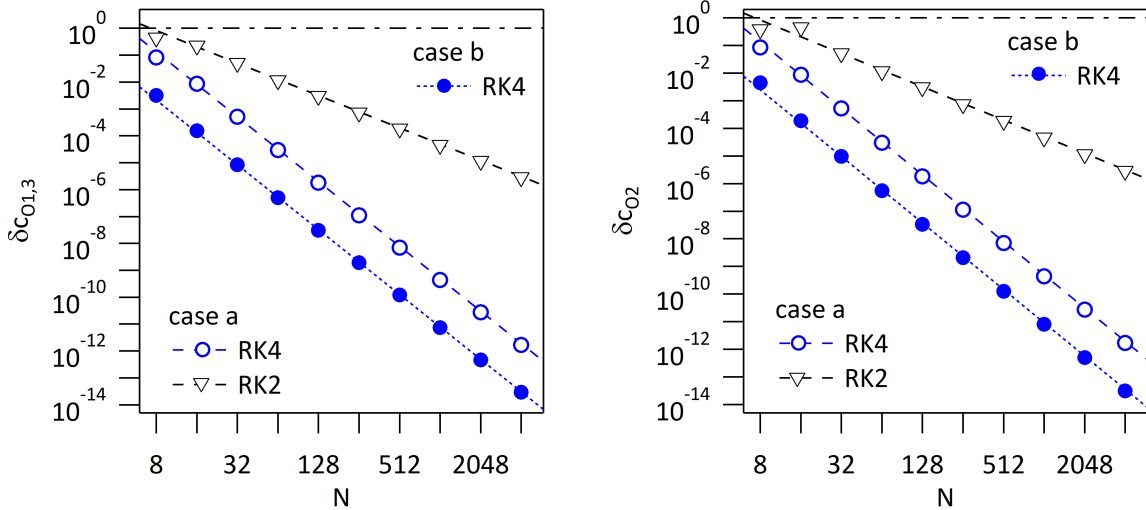 10^0
10^-2
10^-4
10^-6
10^-8
10^-10
10^-12
10^-14
δc_O1,3
case b
RK4
case a
RK4
RK2
8 32 128 512 2048
N
10^0
10^-2
10^-4
10^-6
10^-8
10^-10
10^-12
10^-14
δc_O2
case b
RK4
case a
RK4
RK2
8 32 128 512 2048
N